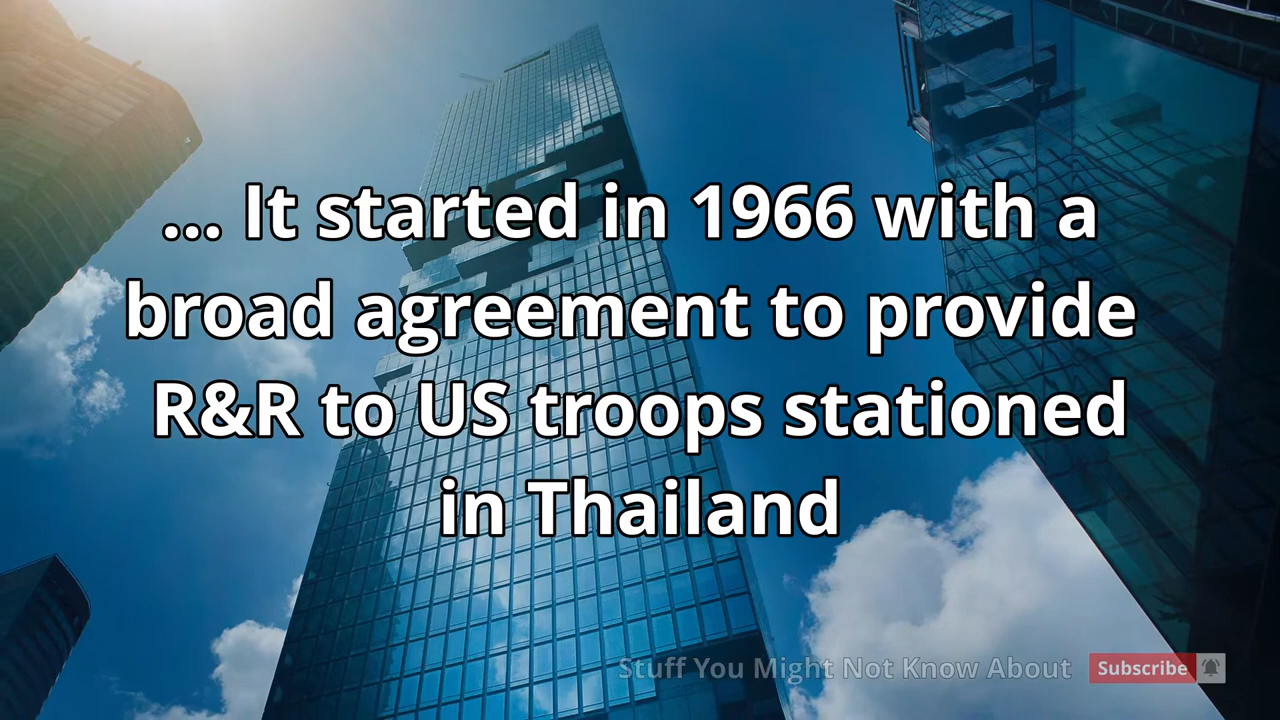 ... It started in 1966 with a
broad agreement to provide
R&R to US troops stationed
in Thailand
Stuff You Might Not Know About
Subscribe